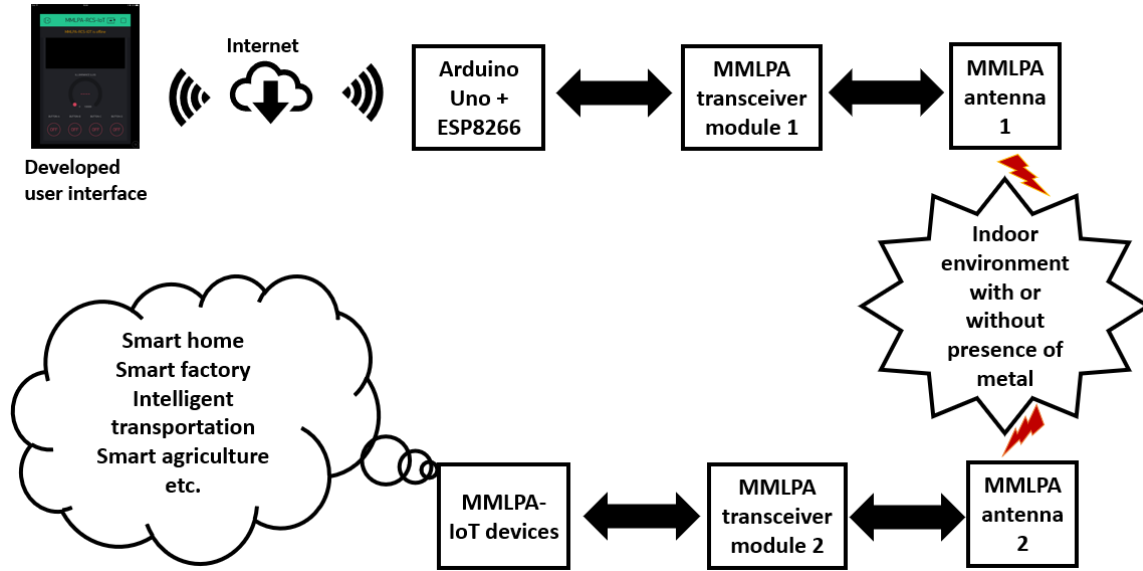 MMLPA-RCS-IoT
Internet
Developed
user interface
Arduino
Uno +
ESP8266
MMLPA
transceiver
module 1
MMLPA
antenna
1
Indoor
environment
with or
without
presence of
metal
Smart home
Smart factory
Intelligent
transportation
Smart agriculture
etc.
MMLPA-
IoT devices
MMLPA
transceiver
module 2
MMLPA
antenna
2